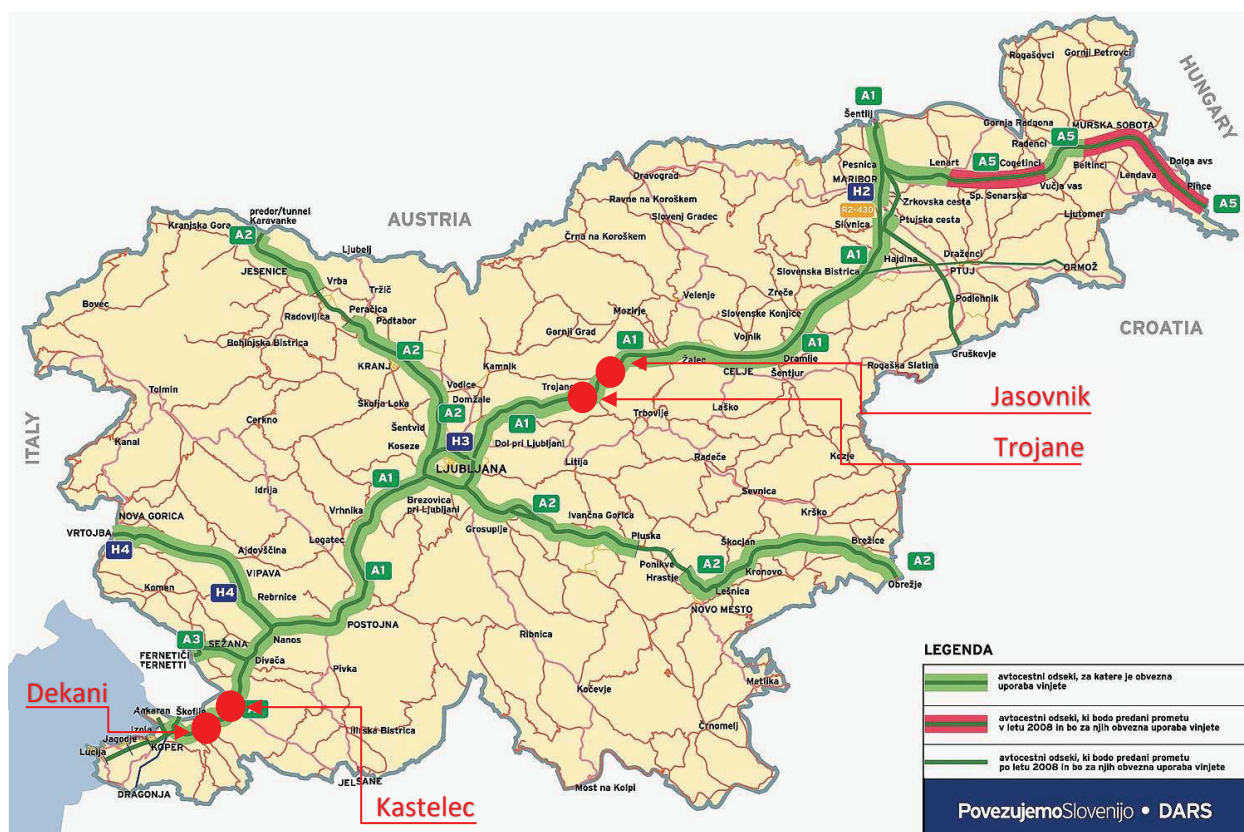 Rogašovci
Gornji Petrovci
HUNGARY
A1
Šentilj
Gornja Radgona
Radenci
MURSKA SOBOTA
A5
Pesnica
Lenart
A5
Cogetinci
Beltinci
Dolga avs
Lendava
Pince
A5
Dravograd
MARIBOR
H2
Zrkovska cesta
Sp. Senarska
Vučja vas
Ljutomer
Ravne na Koroškem
Slovenj Gradec
R2-430
Ptujska cesta
Slivnica
AUSTRIA
predor/tunnel
Karavanke
Kranjska Gora
A2
Ljubelj
Črna na Koroškem
A1
Hajdina
Draženci
Slovenska Bistrica
PTUJ
ORMOŽ
JESENICE
Vrba
Tržič
Velenje
Zreče
Podlehnik
Bovec
Peračica
Radovljica
Podtabor
Mozirje
Slovenske Konjice
CROATIA
Bohinjska Bistrica
Gornji Grad
A1
Vojnik
A1
Gruškovje
A2
KRANJ
Kamnik
Žalec
Dramlje
CELJE
Šentjur
Rogaška Slatina
Vodice
Trojane
Tolmin
Škofja Loka
Domžale
Jasovnik
Cerkno
A2
A1
Trbovlje
Laško
Šentvid
Koseze
H3
Dol pri Ljubljani
Trojane
ITALY
Kanal
Litija
Radeče
Kozje
LJUBLJANA
A1
Idrija
Sevnica
Vrhnika
Brezovica
pri Ljubljani
A2
Krško
NOVA GORICA
Ivančna Gorica
VRTOJBA
Logatec
Grosuplje
Pluska
Škocjan
Brežice
H4
Ajdovščina
VIPAVA
A1
Ponikve
A2
Kronovo
A2
Hrastje
Obrežje
Komen
H4
Rebrnice
Lešnica
NOVO MESTO
POSTOJNA
A3
SEŽANA
Nanos
Ribnica
FERNETIČI
Divača
LEGENDA
Pivka
Metlika
avtocestni odseki, za katere je obvezna
uporaba vinjete
Dekani
Kočevje
Škofije
Črnomelj
avtocestni odseki, ki bodo predani prometu
v letu 2008 in bo za njih obvezna uporaba vinjete
Izola
Ilirska Bistrica
Jagodje
KOPER
Lucija
avtocestni odseki, ki bodo predani prometu
po letu 2008 in bo za njih obvezna uporaba vinjete
JELŠANE
DRAGONJA
Most na Kolpi
Kastelec
PovezujemoSlovenijo • DARS